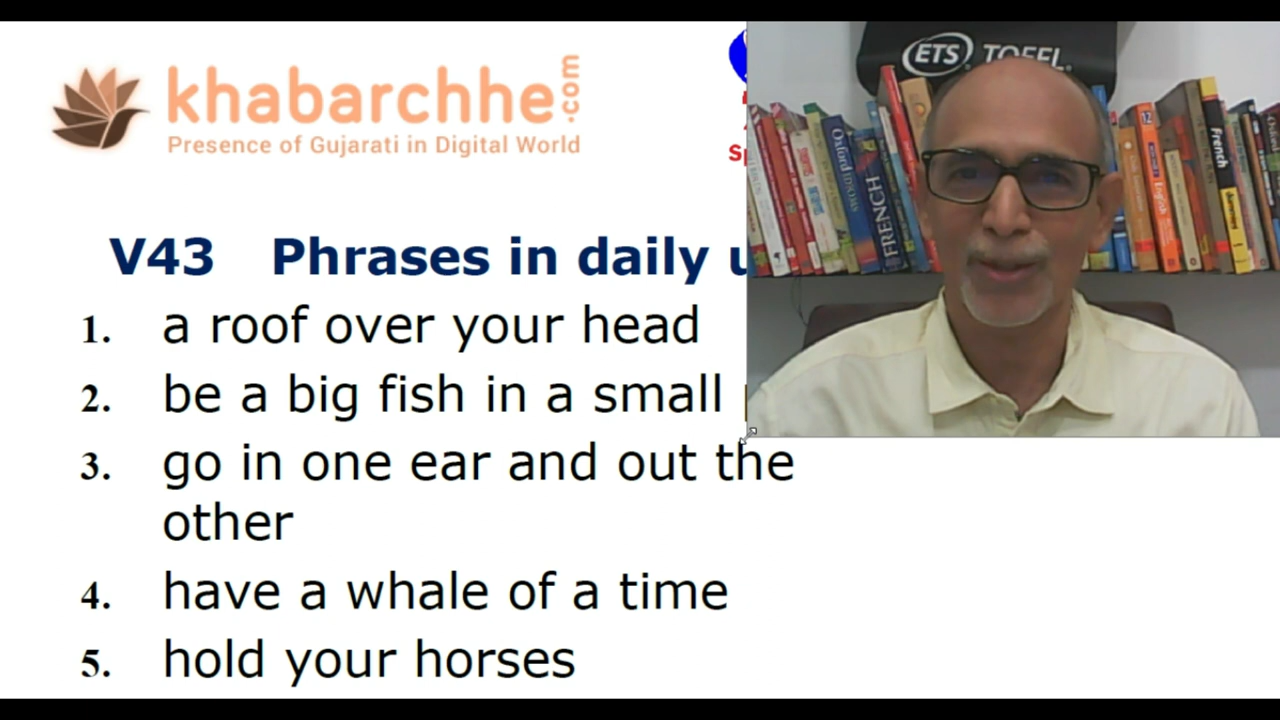 khabarchhe.com
Presence of Gujarati in Digital World
ETS TOEFL
V43 Phrases in daily
1. a roof over your head
2. be a big fish in a small
3. go in one ear and out the
other
4. have a whale of a time
5. hold your horses
Oxford
FRENCH
12
English
French